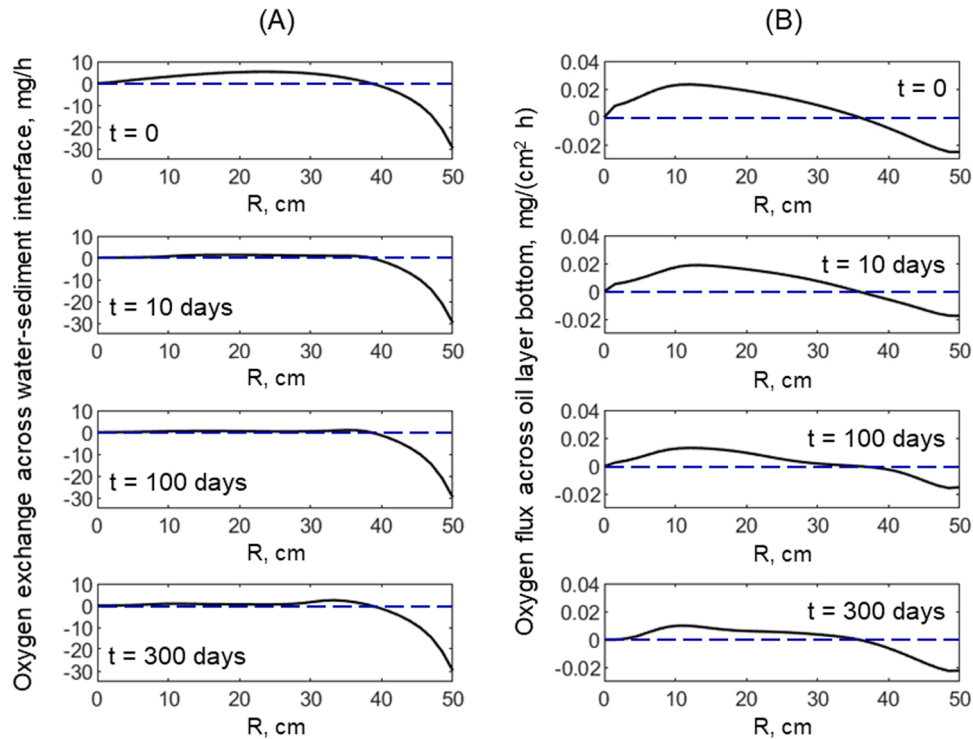 (A)
Oxygen exchange across water-sediment interface, mg/h
10
0
-10
-20
-30
t = 0
0 10 20 30 40 50
R, cm
10
0
-10
-20
-30
t = 10 days
0 10 20 30 40 50
R, cm
10
0
-10
-20
-30
t = 100 days
0 10 20 30 40 50
R, cm
10
0
-10
-20
-30
t = 300 days
0 10 20 30 40 50
R, cm
(B)
Oxygen flux across oil layer bottom, mg/(cm² h)
0.04
0.02
0
-0.02
t = 0
0 10 20 30 40 50
R, cm
0.04
0.02
0
-0.02
t = 10 days
0 10 20 30 40 50
R, cm
0.04
0.02
0
-0.02
t = 100 days
0 10 20 30 40 50
R, cm
0.04
0.02
0
-0.02
t = 300 days
0 10 20 30 40 50
R, cm